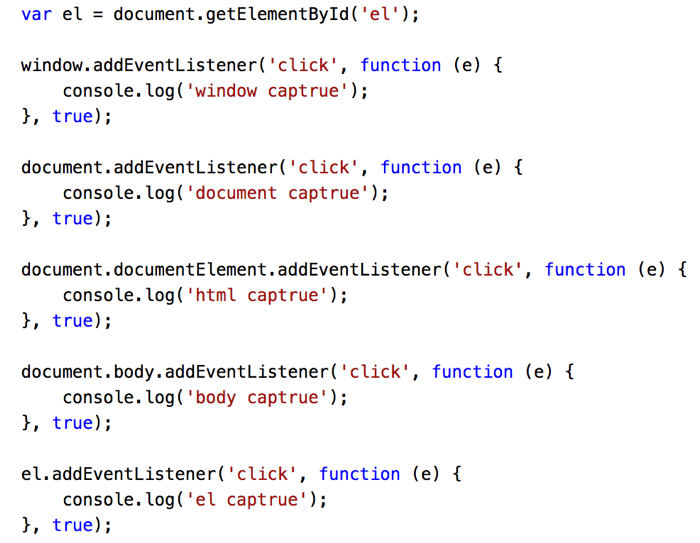 var el = document.getElementById('el');
window.addEventListener('click', function (e) {
console.log('window captrue');
}, true);
document.addEventListener('click', function (e) {
console.log('document captrue');
}, true);
document.documentElement.addEventListener('click', function (e) {
console.log('html captrue');
}, true);
document.body.addEventListener('click', function (e) {
console.log('body captrue');
}, true);
el.addEventListener('click', function (e) {
console.log('el captrue');
}, true);